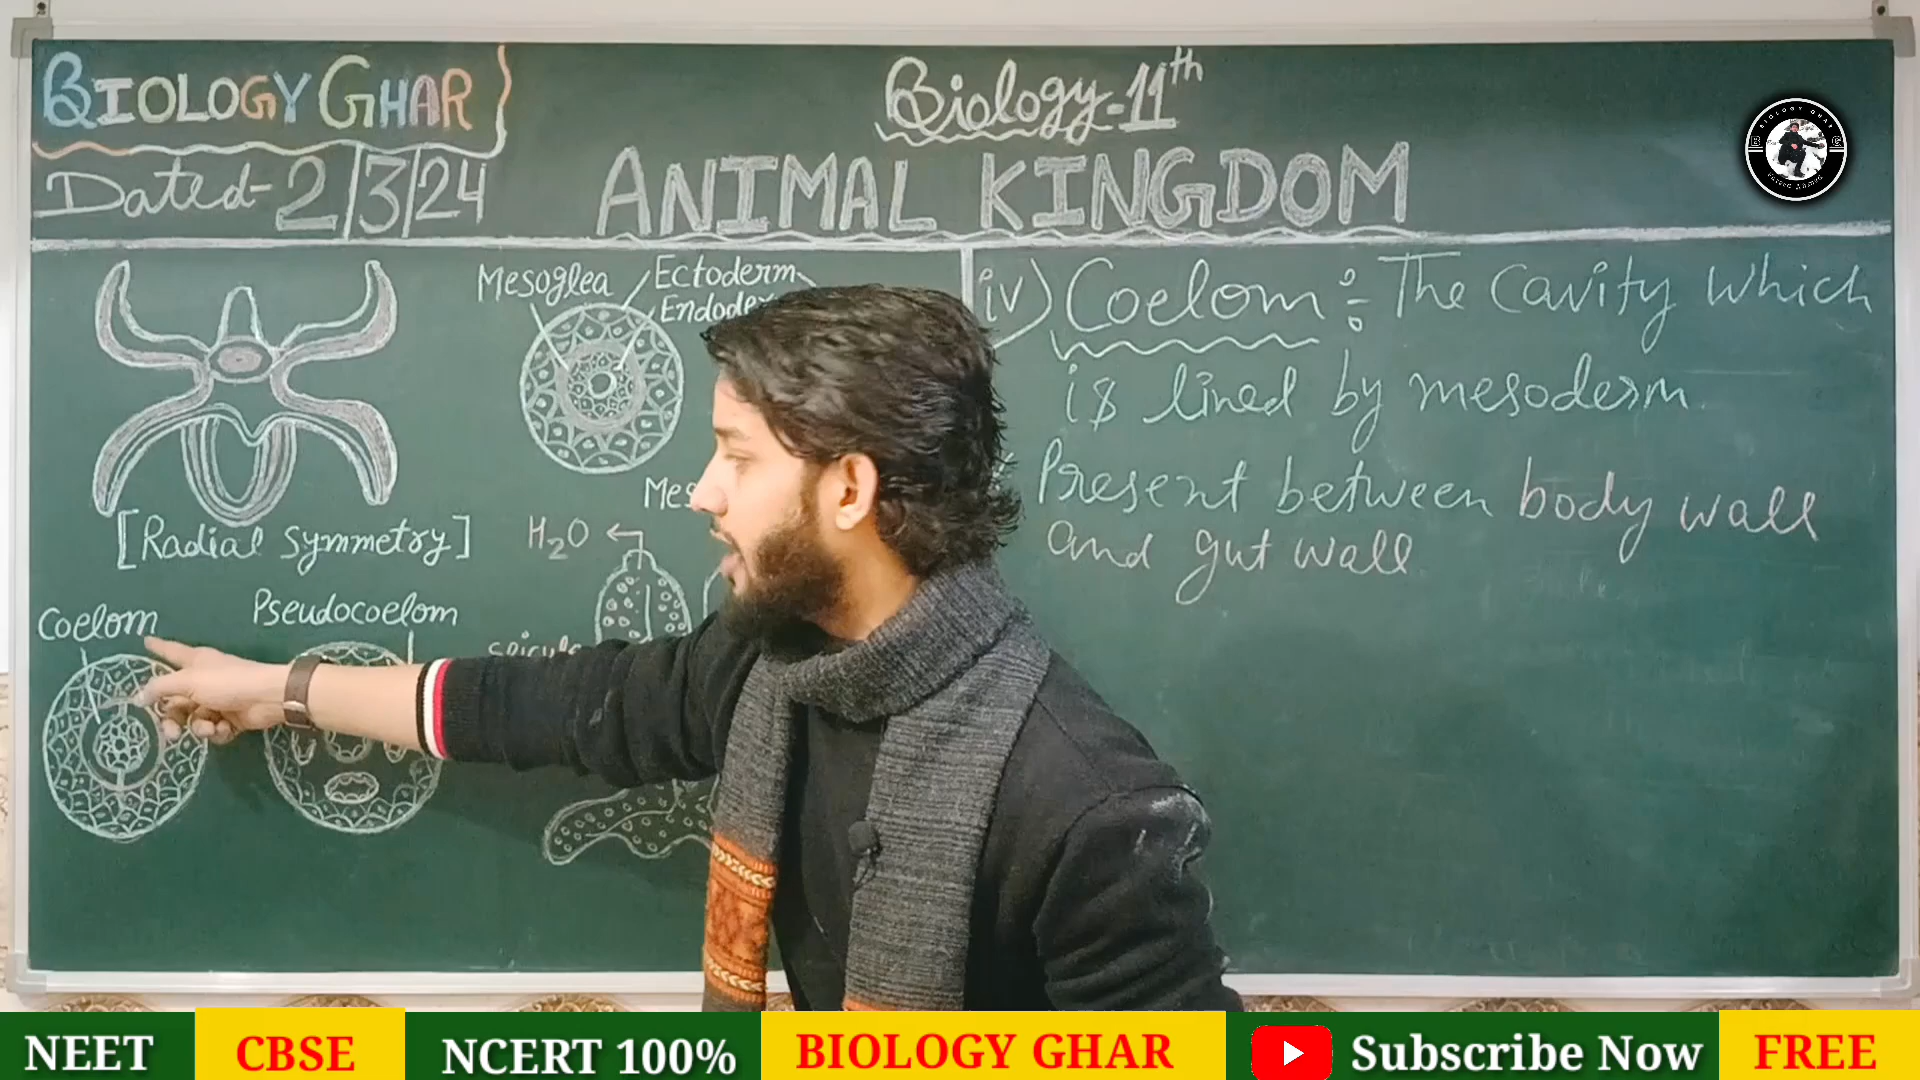 BIOLOGY GHAR
Dated-2/3/24
Biology-11th
ANIMAL KINGDOM
BIOLOGY GHAR
Mesoglea
Ectoderm
[Radial Symmetry]
H2O
Coelom
Pseudocoelom
iv) Coelom÷ The Cavity Which
is lined by mesoderm
Present between body wall
and gut wall
NEET CBSE NCERT 100% BIOLOGY GHAR Subscribe Now FREE